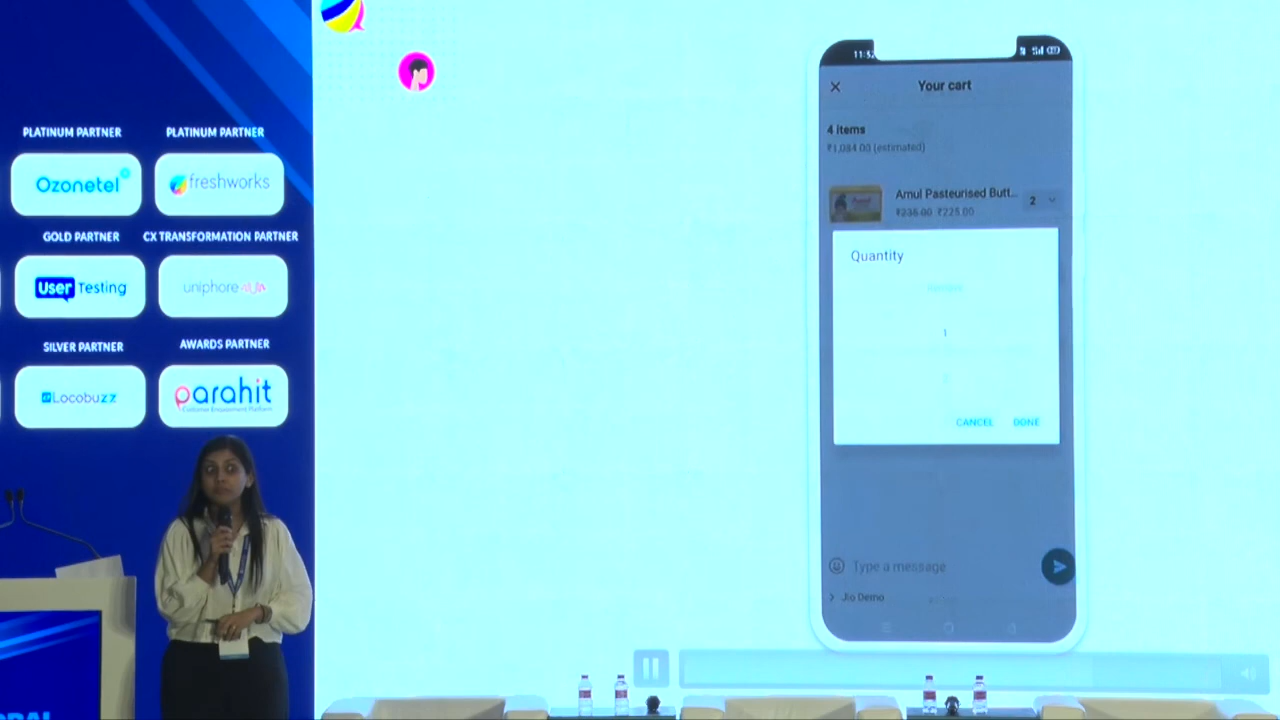 PLATINUM PARTNER
PLATINUM PARTNER
Ozonetel
freshworks
GOLD PARTNER
CX TRANSFORMATION PARTNER
User Testing
uniphore
SILVER PARTNER
AWARDS PARTNER
Locobuzz
parahit
Your cart
4 items
₹1,084.00 (estimated)
Amul Pasteurised Butt...
2
₹235.00 ₹225.00
Quantity
1
CANCEL DONE
Type a message
Jio Demo